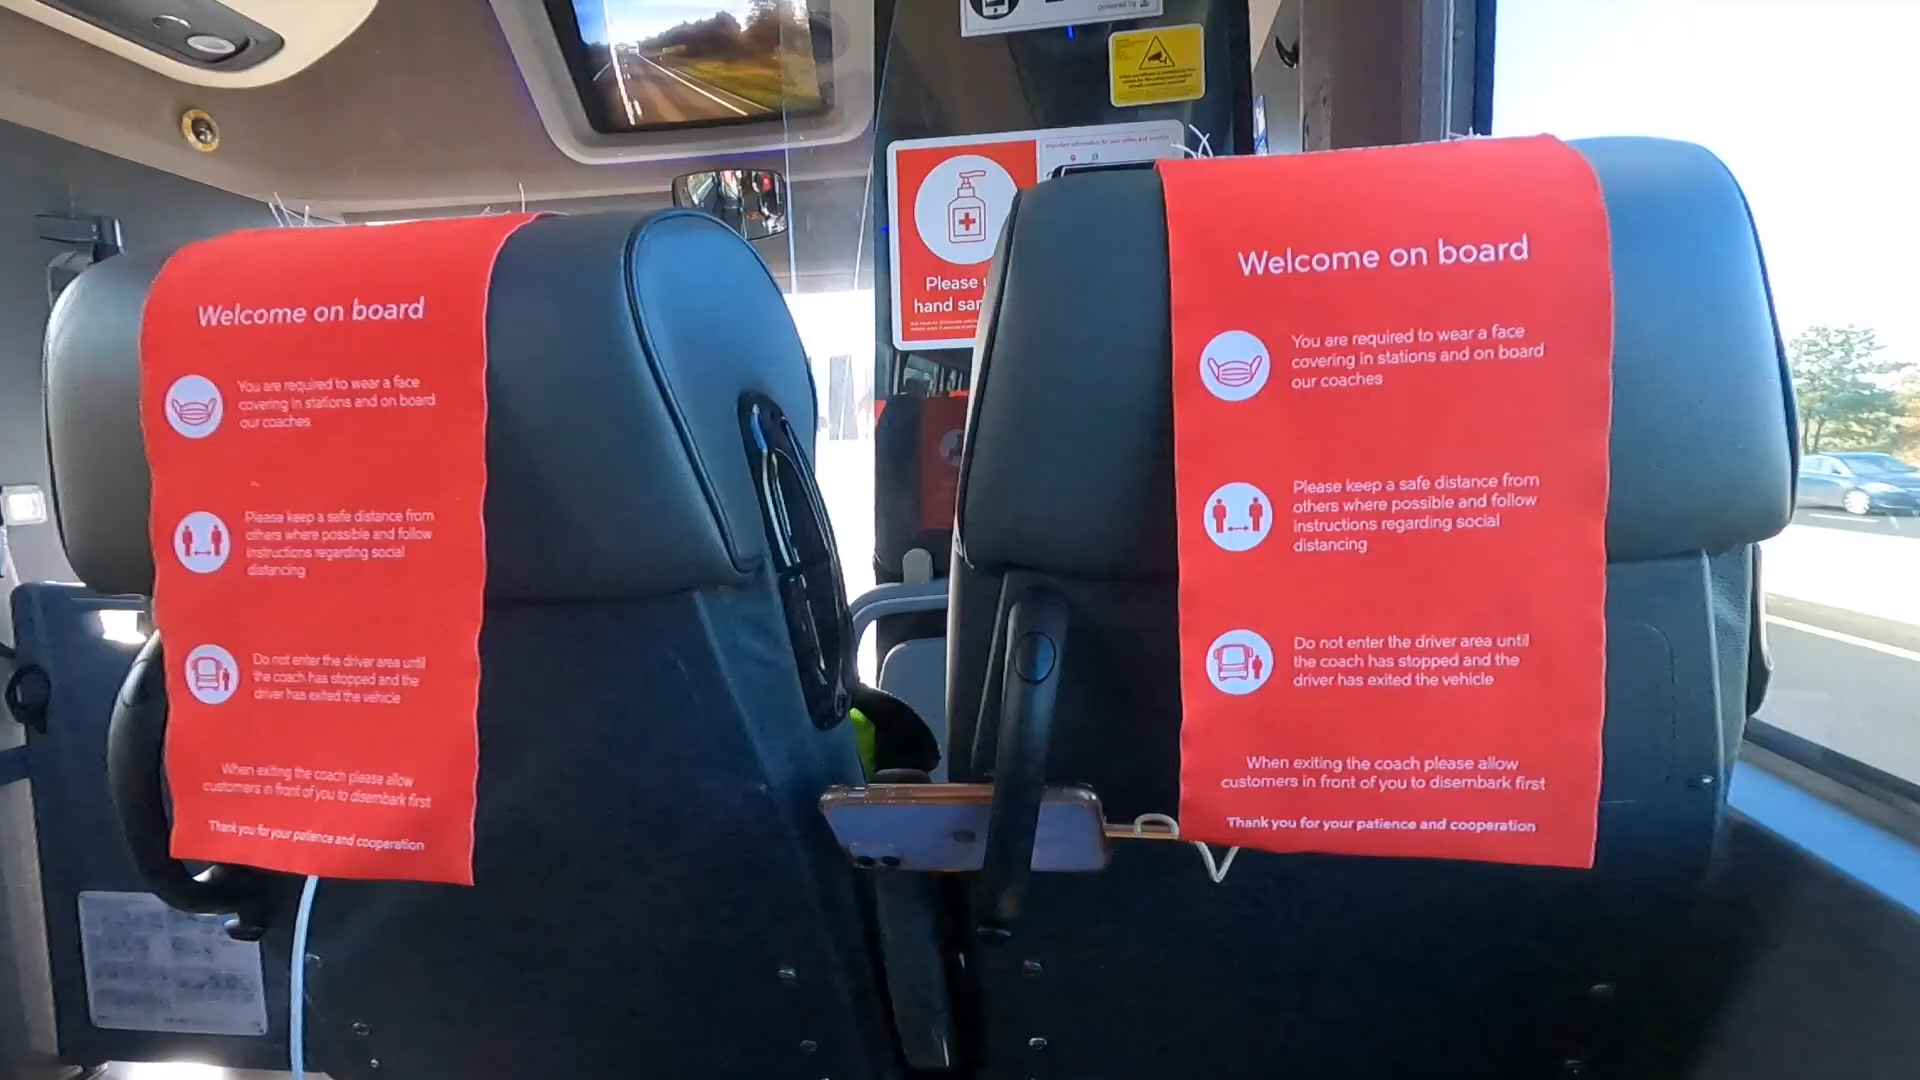 powered by
Please
hand
Welcome on board
You are required to wear a face
covering in stations and on board
our coaches
Please keep a safe distance from
others where possible and follow
instructions regarding social
distancing
Do not enter the driver area until
the coach has stopped and the
driver has exited the vehicle
When exiting the coach please allow
customers in front of you to disembark first
Thank you for your patience and cooperation
Welcome on board
You are required to wear a face
covering in stations and on board
our coaches
Please keep a safe distance from
others where possible and follow
instructions regarding social
distancing
Do not enter the driver area until
the coach has stopped and the
driver has exited the vehicle
When exiting the coach please allow
customers in front of you to disembark first
Thank you for your patience and cooperation